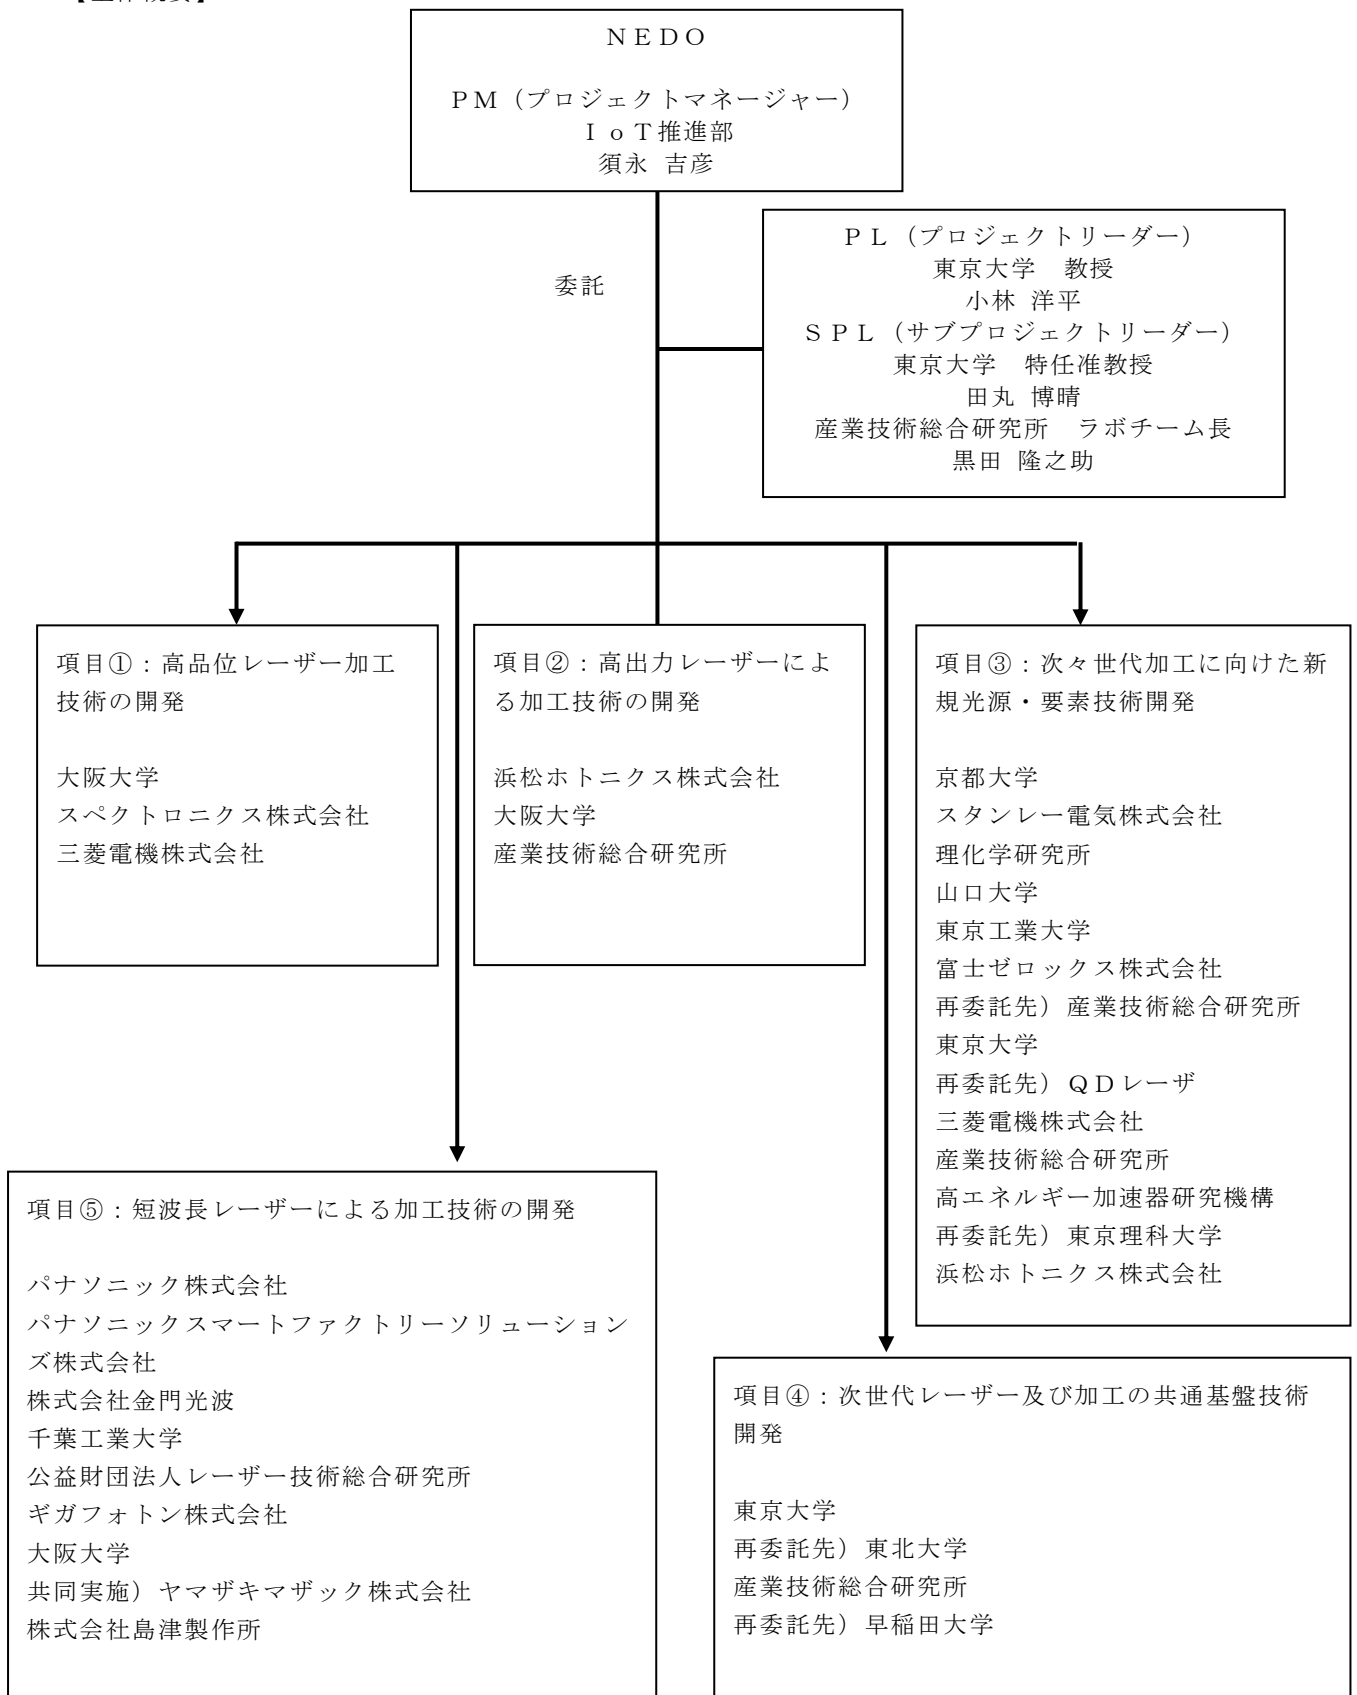 ＮＥＤＯ
ＰＭ（プロジェクトマネージャー）
ＩｏＴ推進部
須永 吉彦
委託
ＰＬ（プロジェクトリーダー）
東京大学　教授
小林 洋平
ＳＰＬ（サブプロジェクトリーダー）
東京大学　特任准教授
田丸 博晴
産業技術総合研究所　ラボチーム長
黒田 隆之助
項目①：高品位レーザー加工
技術の開発
大阪大学
スペクトロニクス株式会社
三菱電機株式会社
項目②：高出力レーザーによ
る加工技術の開発
浜松ホトニクス株式会社
大阪大学
産業技術総合研究所
項目③：次々世代加工に向けた新
規光源・要素技術開発
京都大学
スタンレー電気株式会社
理化学研究所
山口大学
東京工業大学
富士ゼロックス株式会社
再委託先）産業技術総合研究所
東京大学
再委託先）ＱＤレーザ
三菱電機株式会社
産業技術総合研究所
高エネルギー加速器研究機構
再委託先）東京理科大学
浜松ホトニクス株式会社
項目⑤：短波長レーザーによる加工技術の開発
パナソニック株式会社
パナソニックスマートファクトリーソリューション
ズ株式会社
株式会社金門光波
千葉工業大学
公益財団法人レーザー技術総合研究所
ギガフォトン株式会社
大阪大学
共同実施）ヤマザキマザック株式会社
株式会社島津製作所
項目④：次世代レーザー及び加工の共通基盤技術
開発
東京大学
再委託先）東北大学
産業技術総合研究所
再委託先）早稲田大学